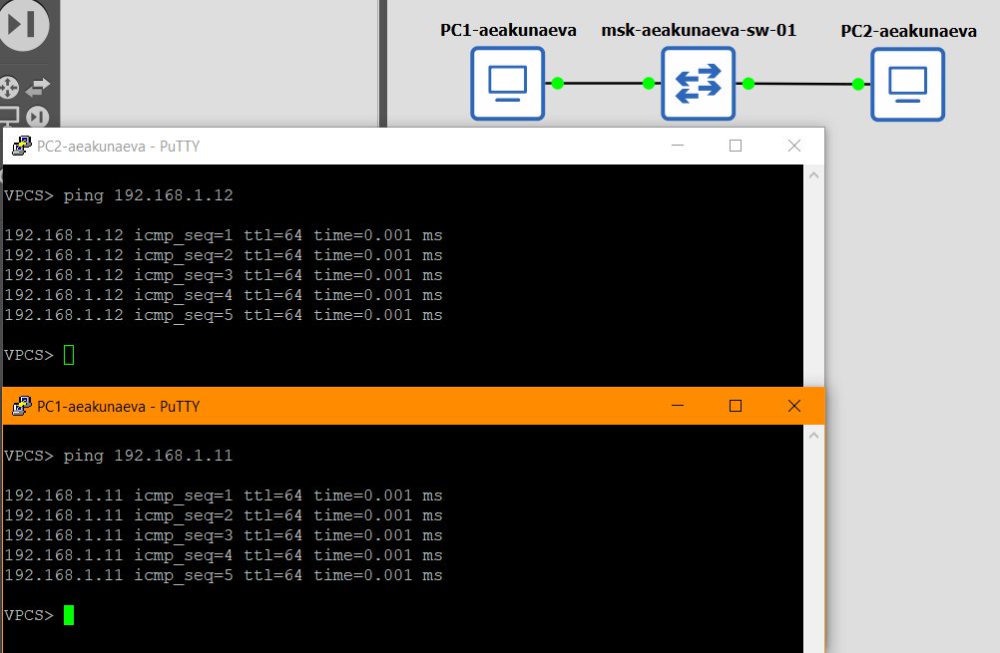 PC1-aeakunaeva msk-aeakunaeva-sw-01 PC2-aeakunaeva
PC2-aeakunaeva - PuTTY
VPCS> ping 192.168.1.12
192.168.1.12 icmp_seq=1 ttl=64 time=0.001 ms
192.168.1.12 icmp_seq=2 ttl=64 time=0.001 ms
192.168.1.12 icmp_seq=3 ttl=64 time=0.001 ms
192.168.1.12 icmp_seq=4 ttl=64 time=0.001 ms
192.168.1.12 icmp_seq=5 ttl=64 time=0.001 ms
VPCS>
PC1-aeakunaeva - PuTTY
VPCS> ping 192.168.1.11
192.168.1.11 icmp_seq=1 ttl=64 time=0.001 ms
192.168.1.11 icmp_seq=2 ttl=64 time=0.001 ms
192.168.1.11 icmp_seq=3 ttl=64 time=0.001 ms
192.168.1.11 icmp_seq=4 ttl=64 time=0.001 ms
192.168.1.11 icmp_seq=5 ttl=64 time=0.001 ms
VPCS>